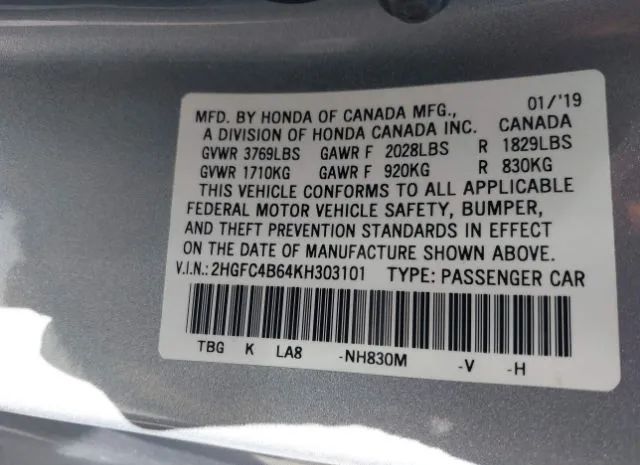 MFD. BY HONDA OF CANADA MFG., 01/'19
A DIVISION OF HONDA CANADA INC. CANADA
GVWR 3769LBS GAWR F 2028LBS R 1829LBS
GVWR 1710KG GAWR F 920KG R 830KG
THIS VEHICLE CONFORMS TO ALL APPLICABLE
FEDERAL MOTOR VEHICLE SAFETY, BUMPER,
AND THEFT PREVENTION STANDARDS IN EFFECT
ON THE DATE OF MANUFACTURE SHOWN ABOVE.
V.I.N.: 2HGFC4B64KH303101 TYPE: PASSENGER CAR
TBG K LA8 -NH830M -V -H